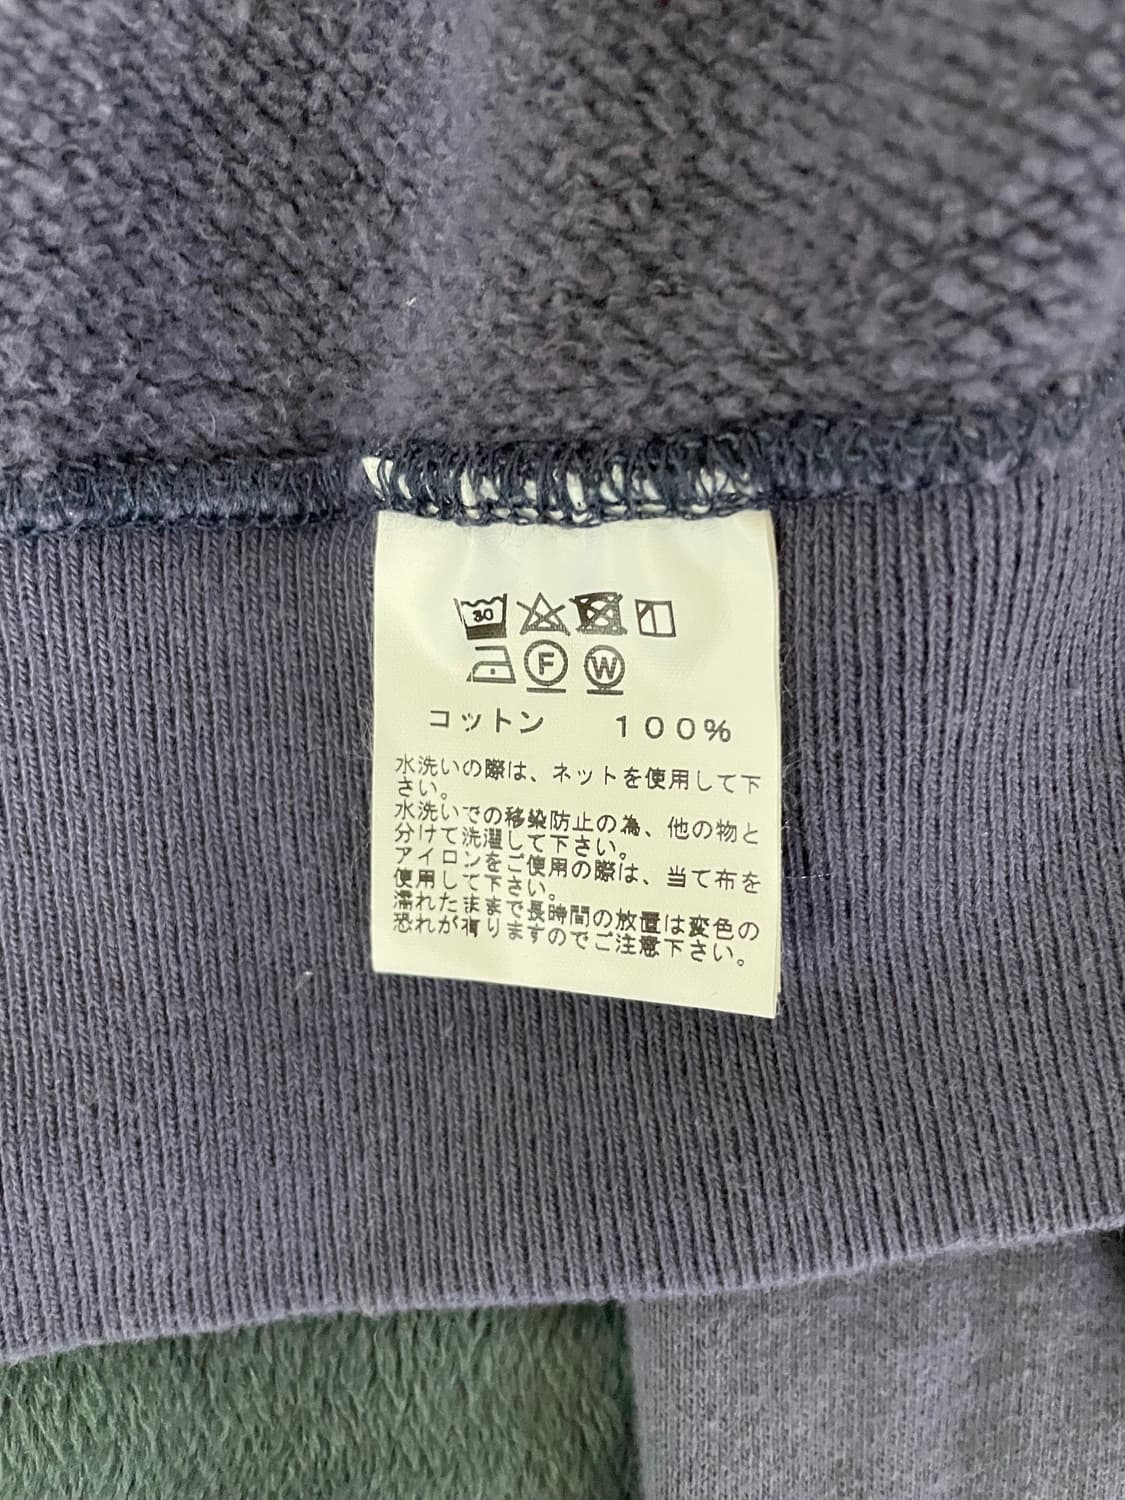 30
F W
コットン 100%
水洗いの際は、ネットを使用して下
さい。
水洗いでの移染防止の為、他の物と
分けて洗濯して下さい。
アイロンをご使用の際は、当て布を
使用して下さい。
濡れたままで長時間の放置は変色の
恐れが有りますのでご注意下さい。